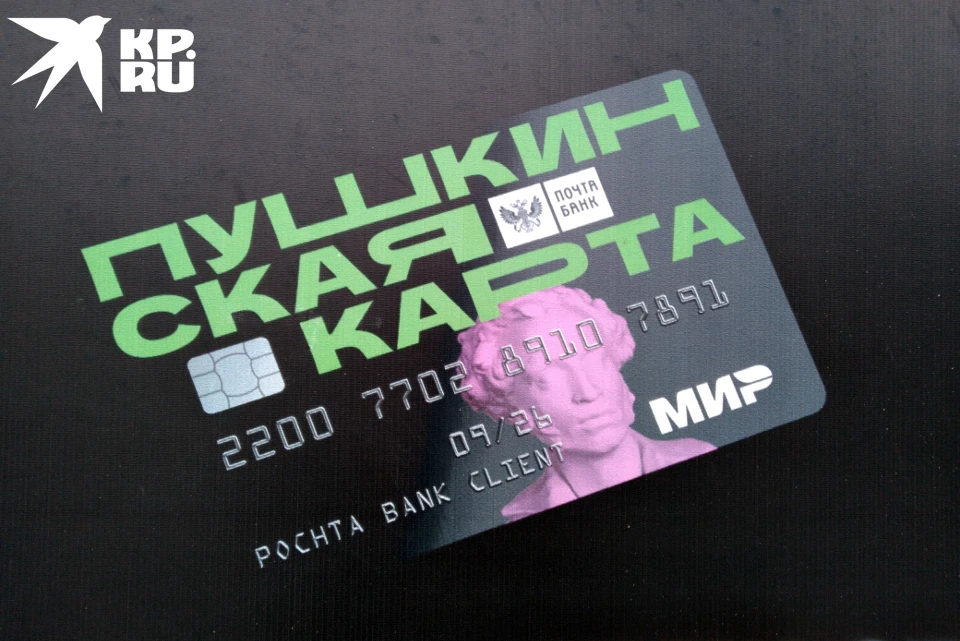 KP.
RU
ПУШКИН
СКАЯ
КАРТА
ПОЧТА
БАНК
2200 7702 8910 7891
09/26
POCHTA BANK CLIENT
МИР